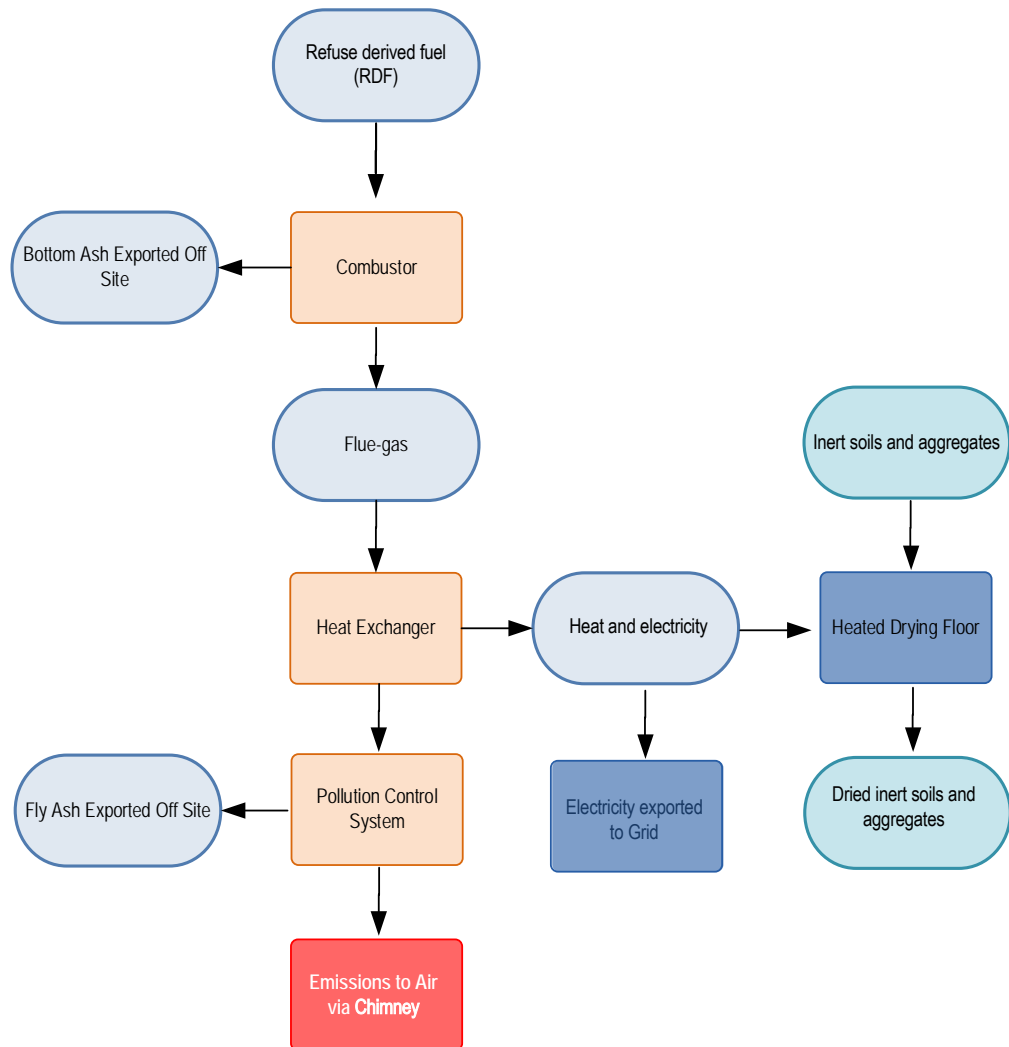 Refuse derived fuel
(RDF)
Bottom Ash Exported Off
Site
Combustor
Flue-gas
Inert soils and aggregates
Heat Exchanger
Heat and electricity
Heated Drying Floor
Fly Ash Exported Off Site
Pollution Control
System
Electricity exported
to Grid
Dried inert soils and
aggregates
Emissions to Air
via Chimney